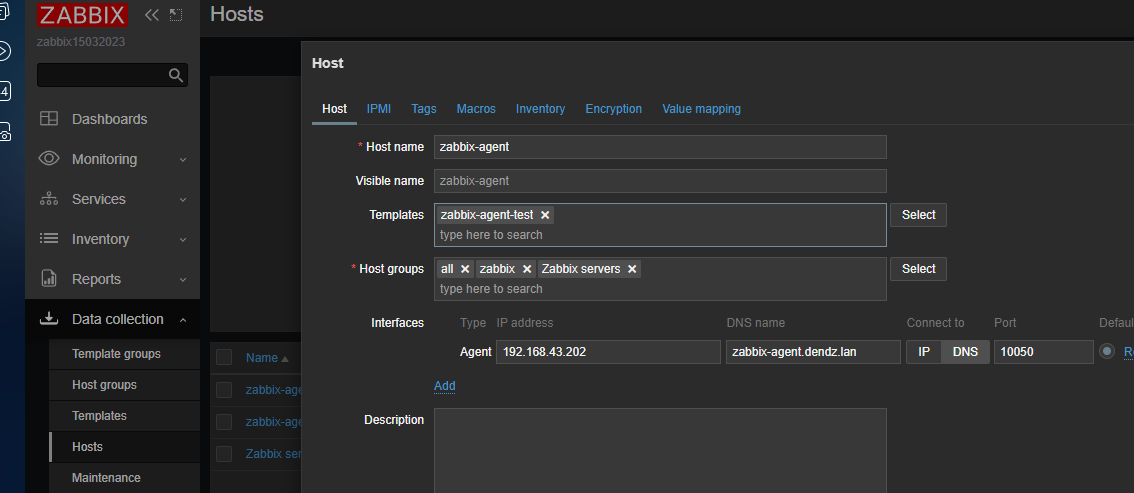 ZABBIX
Hosts
zabbix15032023
Host
Host IPMI Tags Macros Inventory Encryption Value mapping
Dashboards
Monitoring
Services
Inventory
Reports
Data collection
Template groups
Host groups
Templates
Hosts
Maintenance
Name
zabbix-age
zabbix-age
Zabbix ser
* Host name zabbix-agent
Visible name zabbix-agent
Templates zabbix-agent-test Select
type here to search
* Host groups all zabbix Zabbix servers Select
type here to search
Interfaces Type IP address DNS name Connect to Port Defaul
Agent 192.168.43.202 zabbix-agent.dendz.lan IP DNS 10050 Re
Add
Description